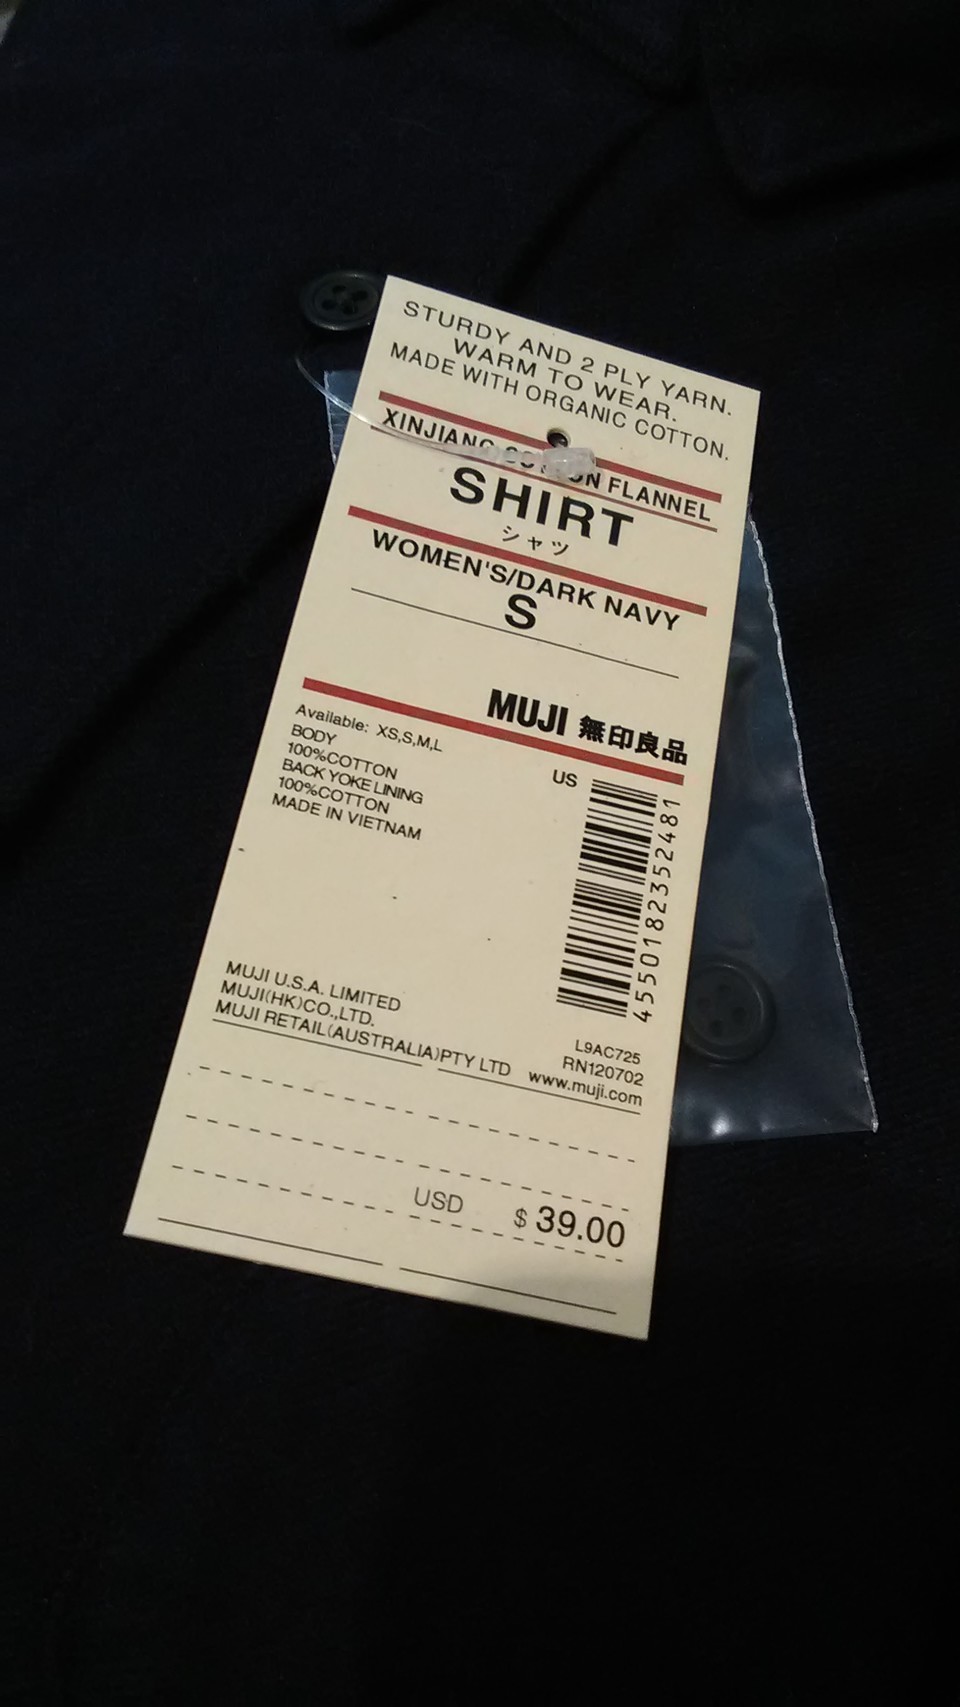 STURDY AND 2 PLY YARN.
WARM TO WEAR.
MADE WITH ORGANIC COTTON.
XINJIANG COTTON FLANNEL
SHIRT
シャツ
WOMEN'S/DARK NAVY
S
MUJI 無印良品
Available: XS,S,M,L
BODY
100%COTTON
BACK YOKE LINING
100%COTTON
MADE IN VIETNAM
US
4550182352481
MUJI U.S.A. LIMITED
MUJI(HK)CO.,LTD.
MUJI RETAIL(AUSTRALIA)PTY LTD
L9AC725
RN120702
www.muji.com
USD $ 39.00